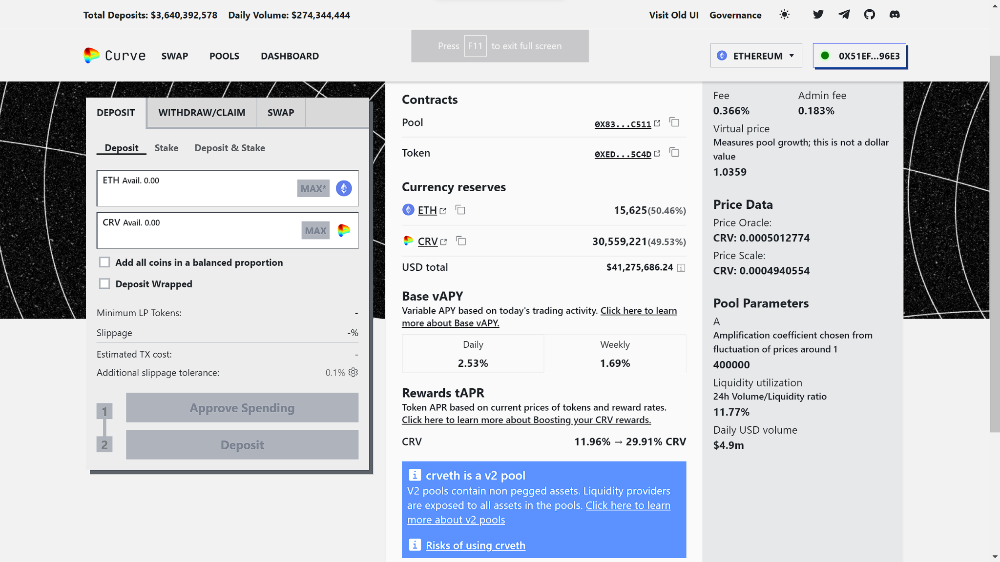 Total Deposits: $3,640,392,578 Daily Volume: $274,344,444
Visit Old UI Governance
Press F11 to exit full screen
Curve SWAP POOLS DASHBOARD
ETHEREUM
0X51EF...96E3
DEPOSIT WITHDRAW/CLAIM SWAP
Deposit Stake Deposit & Stake
ETH Avail. 0.00
MAX*
CRV Avail. 0.00
MAX
Add all coins in a balanced proportion
Deposit Wrapped
Minimum LP Tokens: -
Slippage -%
Estimated TX cost: -
Additional slippage tolerance: 0.1%
1 Approve Spending
2 Deposit
Contracts
Pool 0X83...C511
Token 0XED...5C4D
Currency reserves
ETH 15,625(50.46%)
CRV 30,559,221(49.53%)
USD total $41,275,686.24
Base vAPY
Variable APY based on today's trading activity. Click here to learn
more about Base vAPY.
Daily Weekly
2.53% 1.69%
Rewards tAPR
Token APR based on current prices of tokens and reward rates.
Click here to learn more about Boosting your CRV rewards.
CRV 11.96% → 29.91% CRV
crveth is a v2 pool
V2 pools contain non pegged assets. Liquidity providers
are exposed to all assets in the pools. Click here to learn
more about v2 pools
Risks of using crveth
Fee Admin fee
0.366% 0.183%
Virtual price
Measures pool growth; this is not a dollar
value
1.0359
Price Data
Price Oracle:
CRV: 0.0005012774
Price Scale:
CRV: 0.0004940554
Pool Parameters
A
Amplification coefficient chosen from
fluctuation of prices around 1
400000
Liquidity utilization
24h Volume/Liquidity ratio
11.77%
Daily USD volume
$4.9m